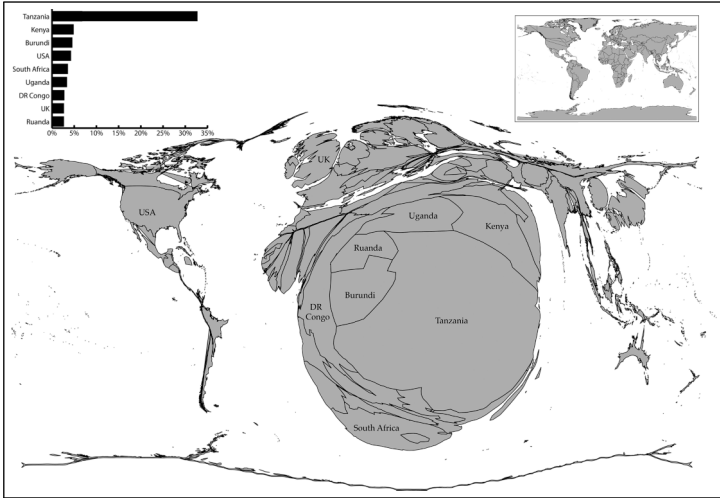 Tanzania
Kenya
Burundi
USA
South Africa
Uganda
DR Congo
UK
Ruanda
0% 5% 10% 15% 20% 25% 30% 35%
UK
USA
Uganda
Kenya
Ruanda
Burundi
DR
Congo
Tanzania
South Africa